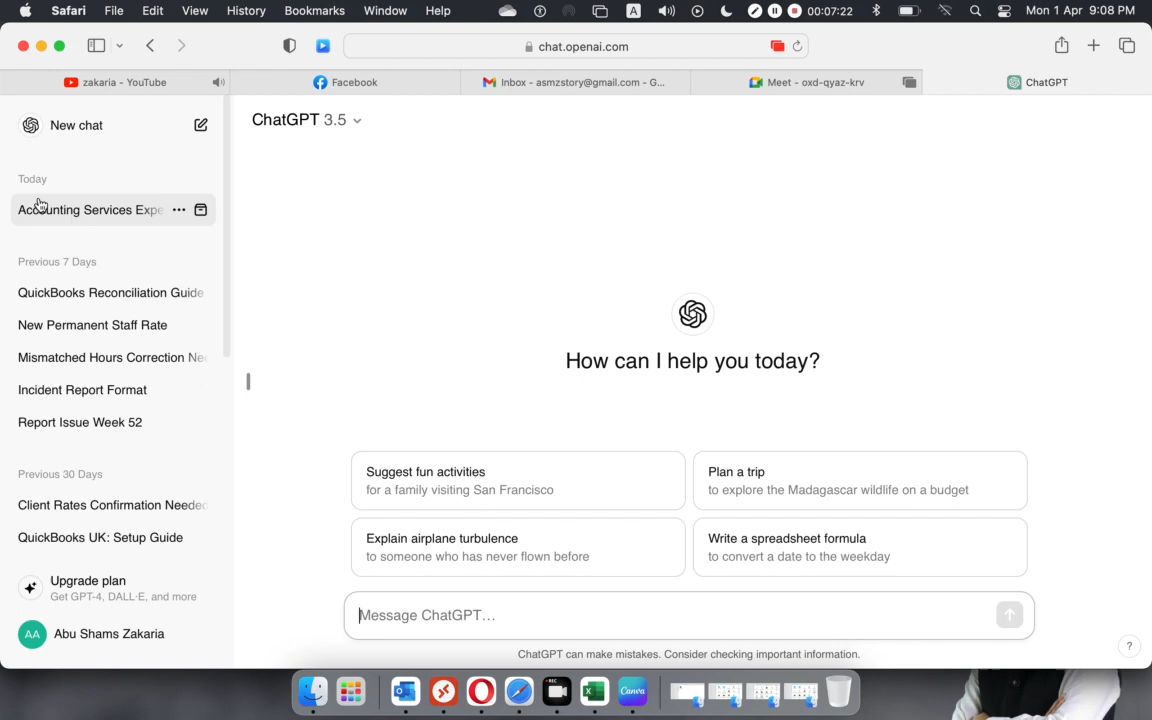 Safari File Edit View History Bookmarks Window Help A 00:07:22 Mon 1 Apr 9:08 PM
chat.openai.com
zakaria - YouTube Facebook Inbox - asmzstory@gmail.com - G... Meet - oxd-qyaz-krv ChatGPT
New chat
ChatGPT 3.5
Today
Accounting Services Expe
Previous 7 Days
QuickBooks Reconciliation Guide
New Permanent Staff Rate
Mismatched Hours Correction Nee
Incident Report Format
Report Issue Week 52
Previous 30 Days
Client Rates Confirmation Needed
QuickBooks UK: Setup Guide
Upgrade plan
Get GPT-4, DALL·E, and more
AA Abu Shams Zakaria
How can I help you today?
Suggest fun activities
for a family visiting San Francisco
Plan a trip
to explore the Madagascar wildlife on a budget
Explain airplane turbulence
to someone who has never flown before
Write a spreadsheet formula
to convert a date to the weekday
Message ChatGPT…
ChatGPT can make mistakes. Consider checking important information.
?
REC
Canva